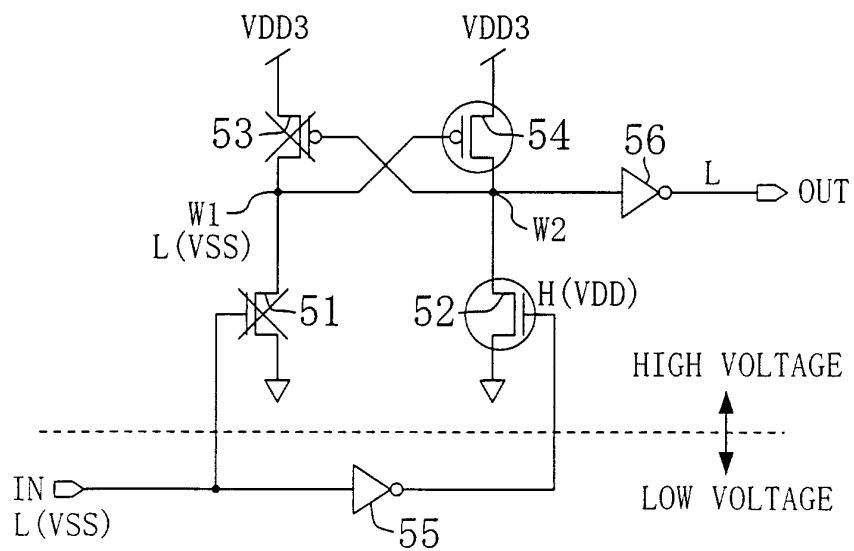 VDD3
VDD3
53
54
56
L
OUT
W1
L(VSS)
W2
51
52
H(VDD)
HIGH VOLTAGE
IN
L(VSS)
55
LOW VOLTAGE